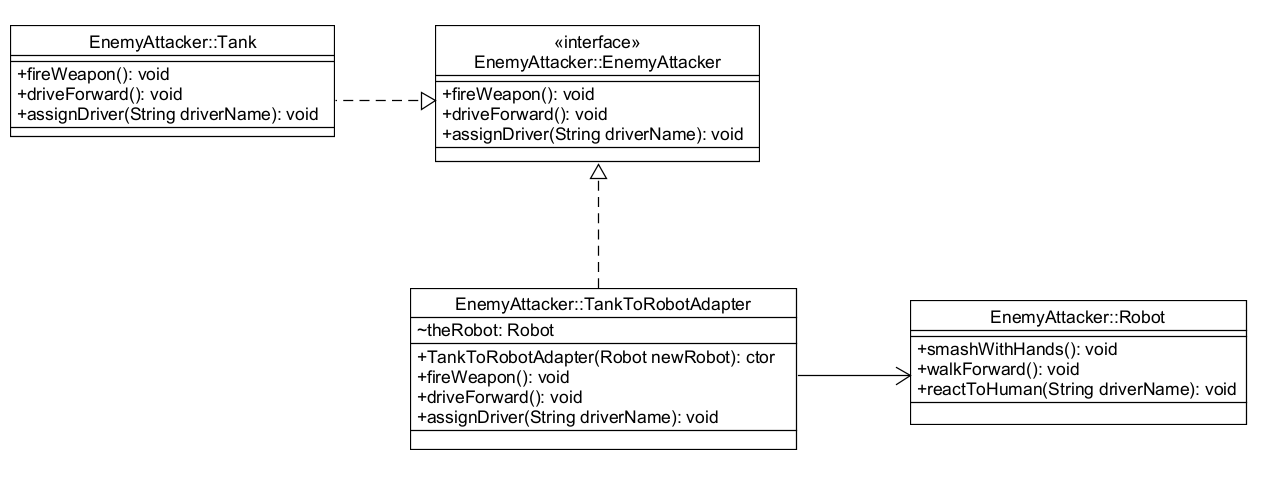 EnemyAttacker::Tank
+fireWeapon(): void
+driveForward(): void
+assignDriver(String driverName): void
«interface»
EnemyAttacker::EnemyAttacker
+fireWeapon(): void
+driveForward(): void
+assignDriver(String driverName): void
EnemyAttacker::TankToRobotAdapter
~theRobot: Robot
+TankToRobotAdapter(Robot newRobot): ctor
+fireWeapon(): void
+driveForward(): void
+assignDriver(String driverName): void
EnemyAttacker::Robot
+smashWithHands(): void
+walkForward(): void
+reactToHuman(String driverName): void